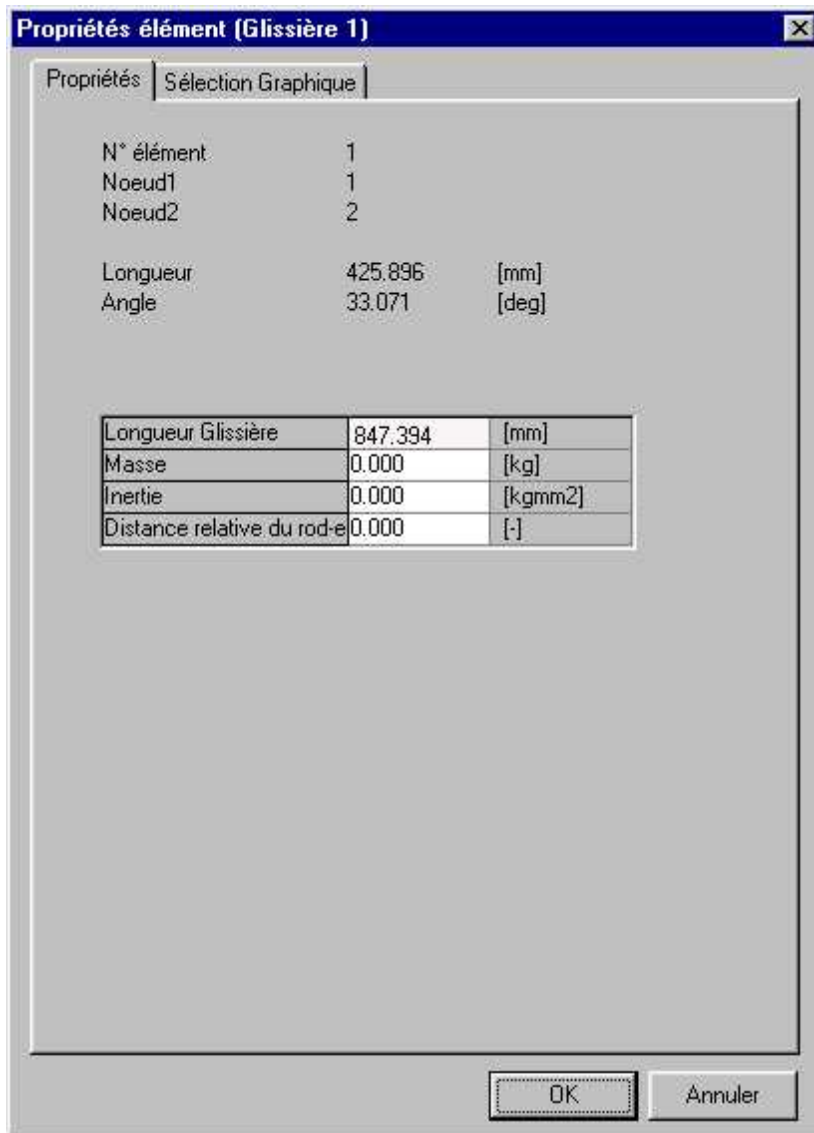 Propriétés élément (Glissière 1)
Propriétés Sélection Graphique
N° élément 1
Noeud1 1
Noeud2 2
Longueur 425.896 [mm]
Angle 33.071 [deg]
Longueur Glissière 847.394 [mm]
Masse 0.000 [kg]
Inertie 0.000 [kgmm2]
Distance relative du rod-e 0.000 [-]
OK Annuler